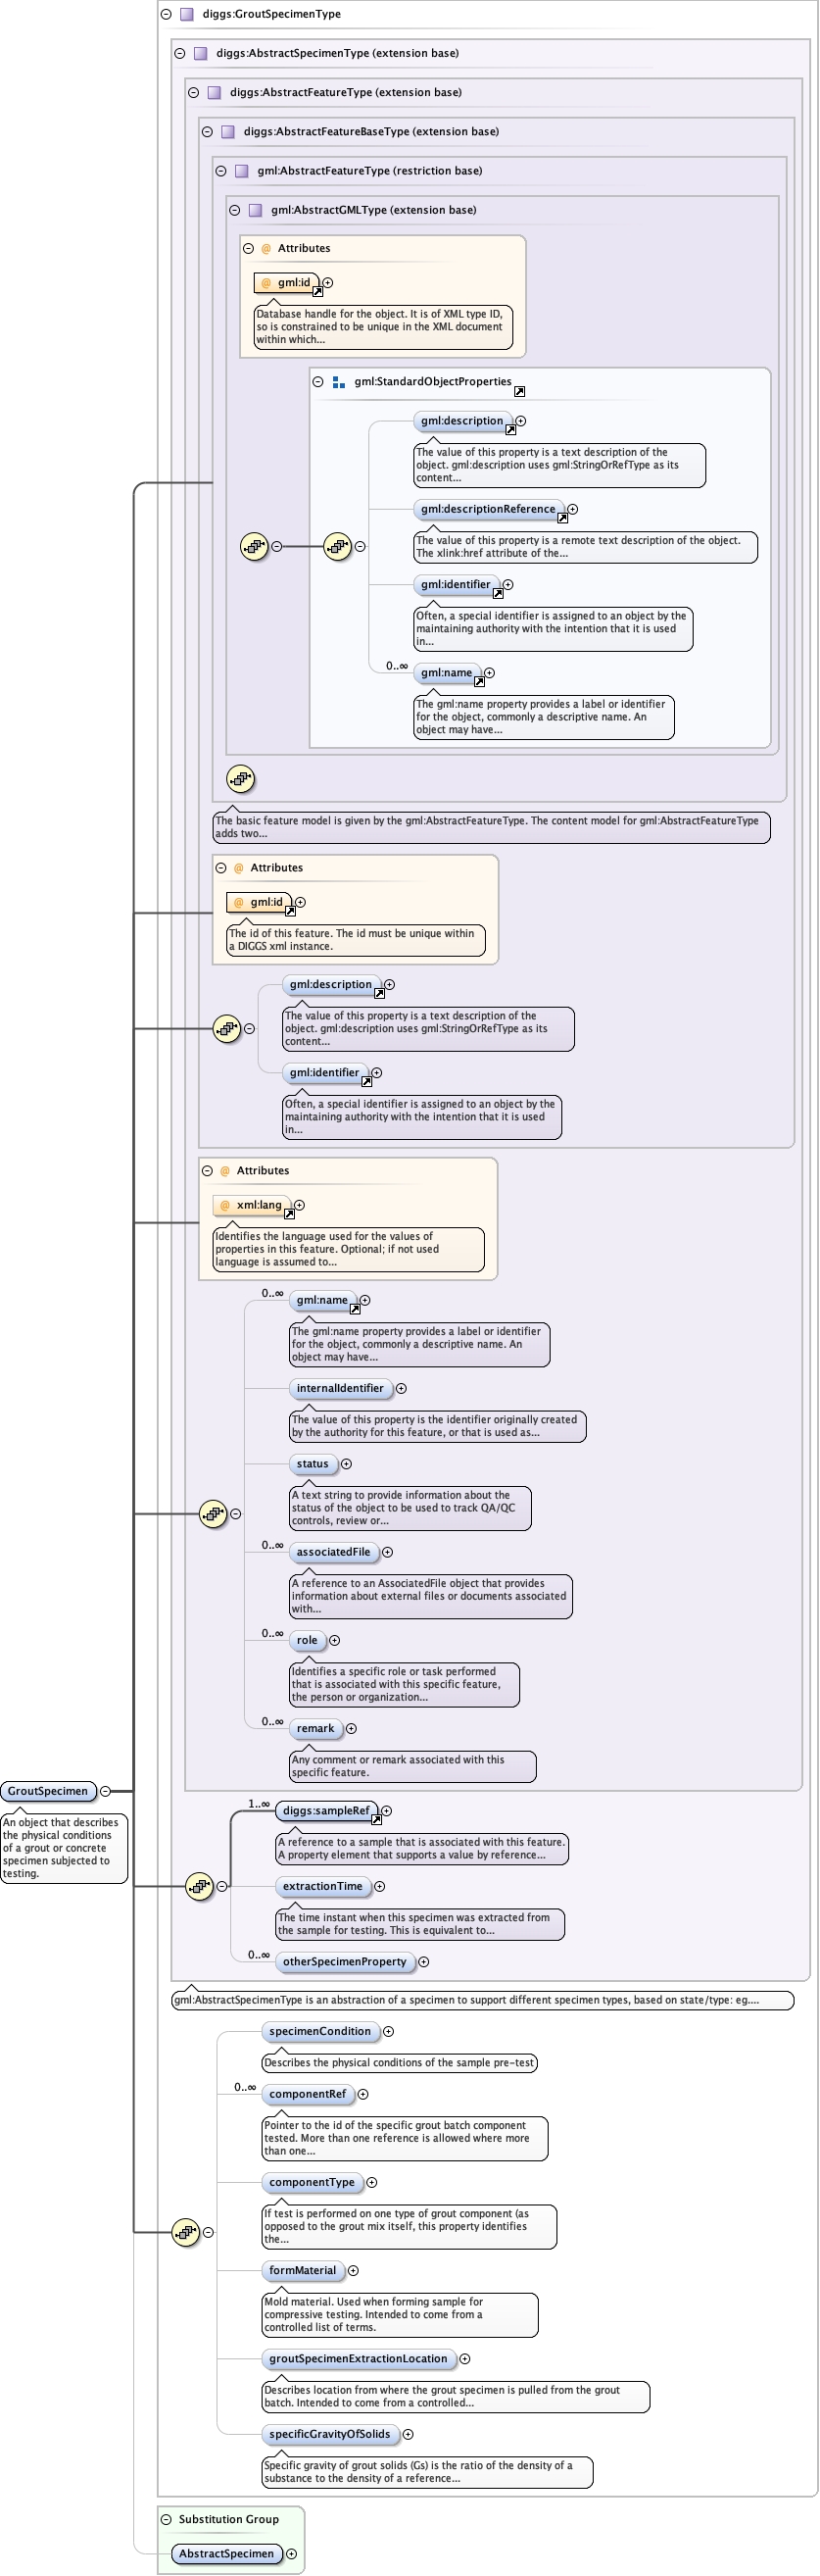 diggs:GroutSpecimenType
diggs:AbstractSpecimenType (extension base)
diggs:AbstractFeatureType (extension base)
diggs:AbstractFeatureBaseType (extension base)
gml:AbstractFeatureType (restriction base)
gml:AbstractGMLType (extension base)
@ Attributes
@ gml:id
Database handle for the object. It is of XML type ID,
so is constrained to be unique in the XML document
within which...
gml:StandardObjectProperties
gml:description
The value of this property is a text description of the
object. gml:description uses gml:StringOrRefType as its
content...
gml:descriptionReference
The value of this property is a remote text description of the object.
The xlink:href attribute of the...
gml:identifier
Often, a special identifier is assigned to an object by the
maintaining authority with the intention that it is used
in...
0..∞
gml:name
The gml:name property provides a label or identifier
for the object, commonly a descriptive name. An
object may have...
The basic feature model is given by the gml:AbstractFeatureType. The content model for gml:AbstractFeatureType
adds two...
@ Attributes
@ gml:id
The id of this feature. The id must be unique within
a DIGGS xml instance.
gml:description
The value of this property is a text description of the
object. gml:description uses gml:StringOrRefType as its
content...
gml:identifier
Often, a special identifier is assigned to an object by the
maintaining authority with the intention that it is used
in...
@ Attributes
@ xml:lang
Identifies the language used for the values of
properties in this feature. Optional; if not used
language is assumed to...
0..∞
gml:name
The gml:name property provides a label or identifier
for the object, commonly a descriptive name. An
object may have...
internalIdentifier
The value of this property is the identifier originally created
by the authority for this feature, or that is used as...
status
A text string to provide information about the
status of the object to be used to track QA/QC
controls, review or...
0..∞
associatedFile
A reference to an AssociatedFile object that provides
information about external files or documents associated
with...
0..∞
role
Identifies a specific role or task performed
that is associated with this specific feature,
the person or organization...
0..∞
remark
Any comment or remark associated with this
specific feature.
GroutSpecimen
An object that describes
the physical conditions
of a grout or concrete
specimen subjected to
testing.
1..∞
diggs:sampleRef
A reference to a sample that is associated with this feature.
A property element that supports a value by reference...
extractionTime
The time instant when this specimen was extracted from
the sample for testing. This is equivalent to...
0..∞
otherSpecimenProperty
gml:AbstractSpecimenType is an abstraction of a specimen to support different specimen types, based on state/type: eg....
specimenCondition
Describes the physical conditions of the sample pre-test
0..∞
componentRef
Pointer to the id of the specific grout batch component
tested. More than one reference is allowed where more
than one...
componentType
If test is performed on one type of grout component (as
opposed to the grout mix itself, this property identifies
the...
formMaterial
Mold material. Used when forming sample for
compressive testing. Intended to come from a
controlled list of terms.
groutSpecimenExtractionLocation
Describes location from where the grout specimen is pulled from the grout
batch. Intended to come from a controlled...
specificGravityOfSolids
Specific gravity of grout solids (Gs) is the ratio of the density of a
substance to the density of a reference...
Substitution Group
AbstractSpecimen